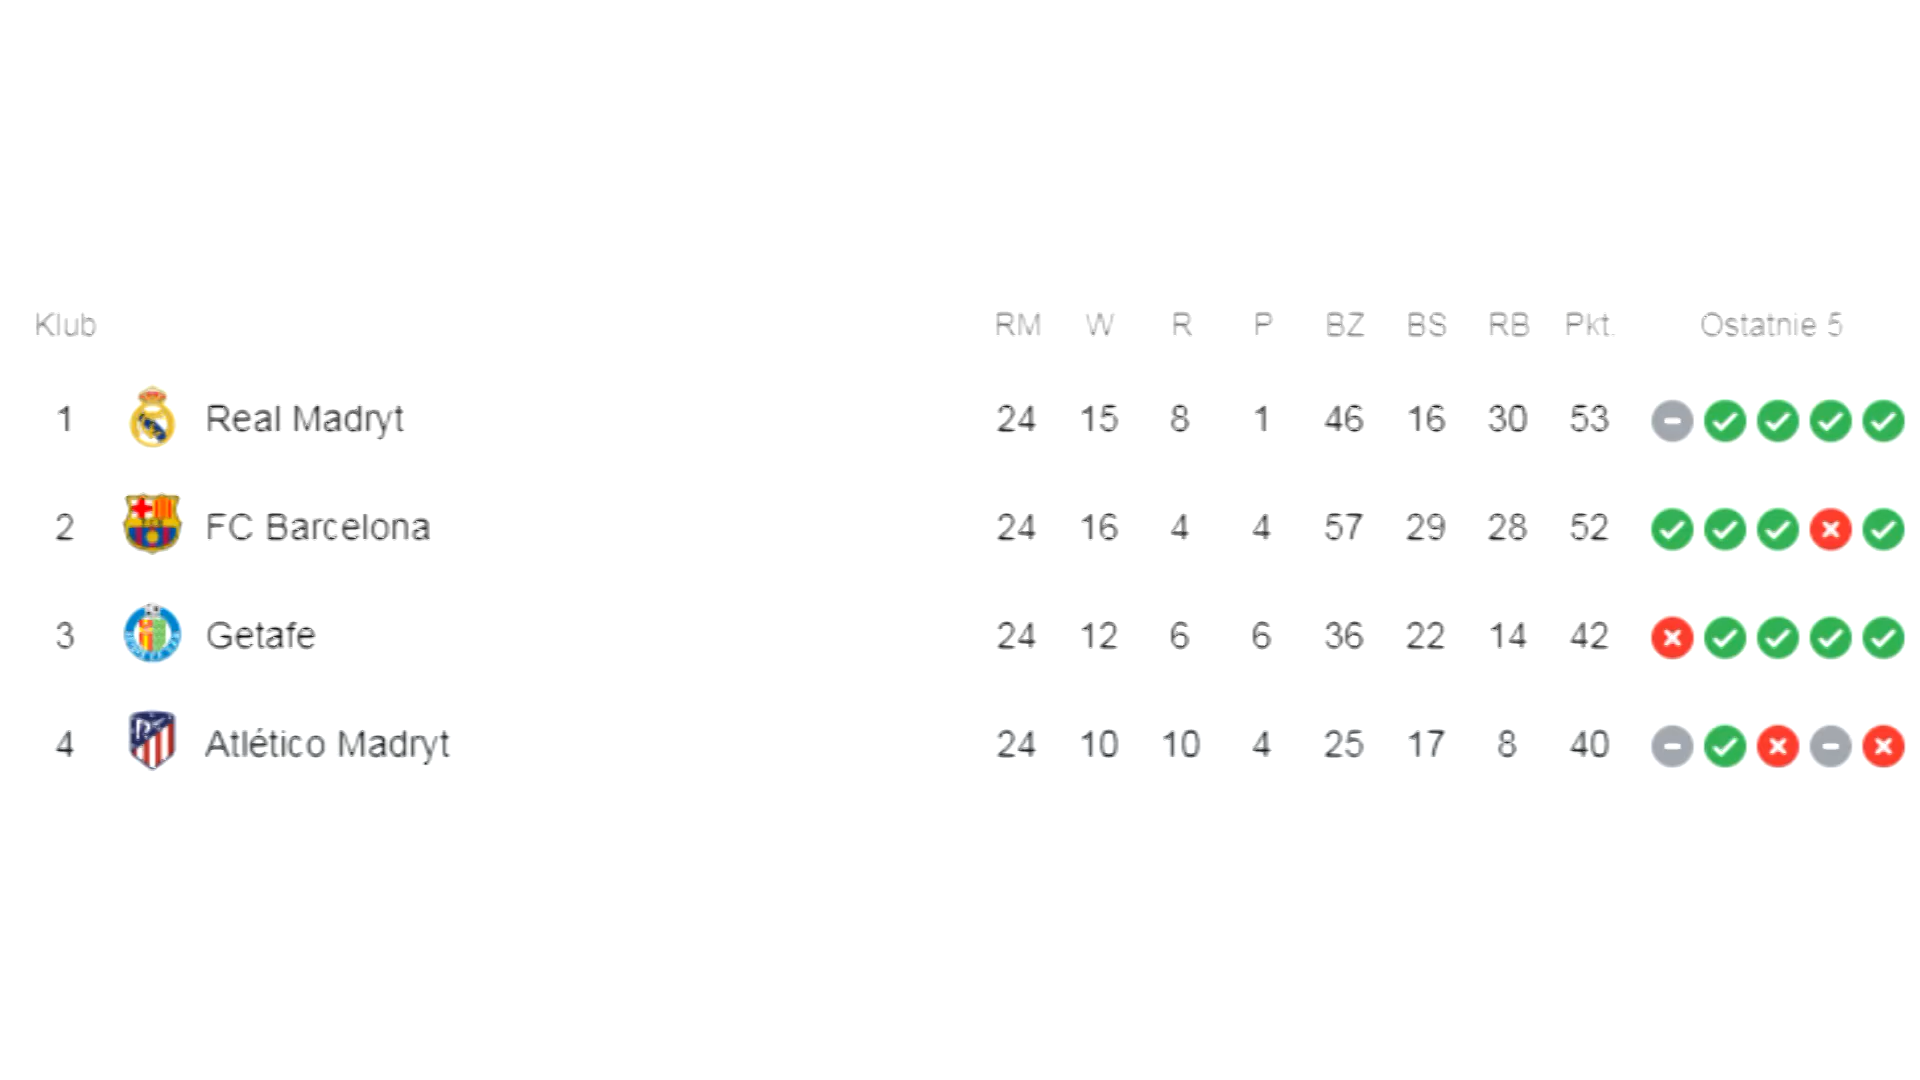 Klub RM W R P BZ BS RB Pkt. Ostatnie 5
1 Real Madryt 24 15 8 1 46 16 30 53
2 FC Barcelona 24 16 4 4 57 29 28 52
3 Getafe 24 12 6 6 36 22 14 42
4 Atlético Madryt 24 10 10 4 25 17 8 40